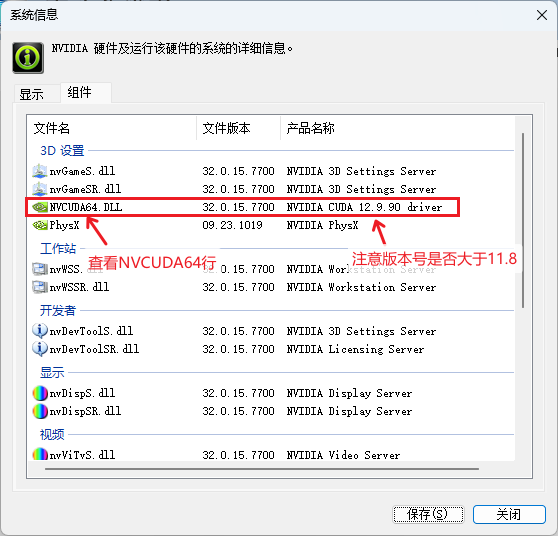 系统信息
NVIDIA 硬件及运行该硬件的系统的详细信息。
显示 组件
文件名 文件版本 产品名称
3D 设置
nvGameS.dll 32.0.15.7700 NVIDIA 3D Settings Server
nvGameSR.dll 32.0.15.7700 NVIDIA 3D Settings Server
NVCUDA64.DLL 32.0.15.7700 NVIDIA CUDA 12.9.90 driver
PhysX 09.23.1019 NVIDIA PhysX
工作站
查看NVCUDA64行
注意版本号是否大于11.8
nvWSS.dll 32.0.15.7700 NVIDIA Workstation Server
nvWSSR.dll 32.0.15.7700 NVIDIA Workstation Server
开发者
nvDevToolS.dll 32.0.15.7700 NVIDIA 3D Settings Server
nvDevToolSR.dll 32.0.15.7700 NVIDIA Licensing Server
显示
nvDispS.dll 32.0.15.7700 NVIDIA Display Server
nvDispSR.dll 32.0.15.7700 NVIDIA Display Server
视频
nvViTvS.dll 32.0.15.7700 NVIDIA Video Server
保存(S) 关闭